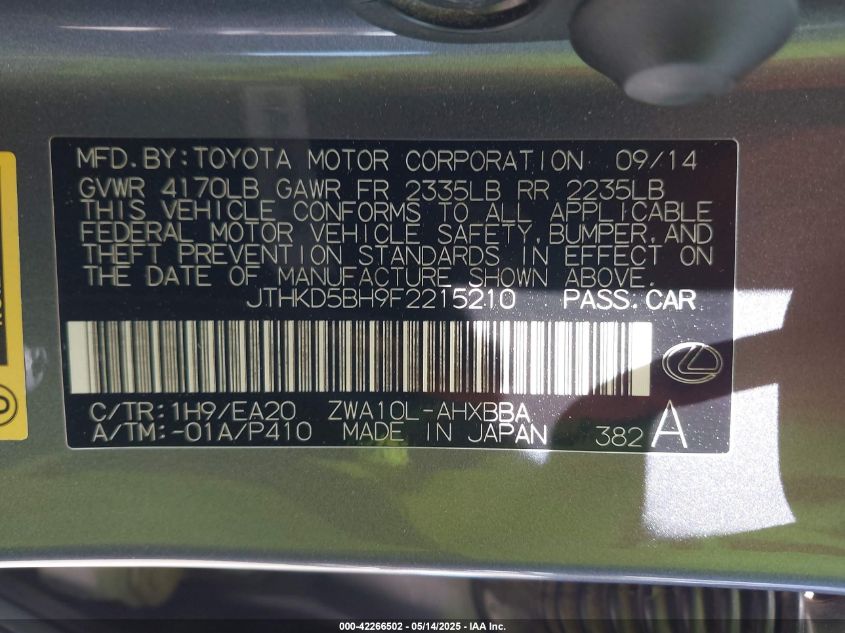 MFD. BY: TOYOTA MOTOR CORPORATION 09/14
GVWR 4170LB GAWR FR 2335LB RR 2235LB
THIS VEHICLE CONFORMS TO ALL APPLICABLE
FEDERAL MOTOR VEHICLE SAFETY, BUMPER, AND
THEFT PREVENTION STANDARDS IN EFFECT ON
THE DATE OF MANUFACTURE SHOWN ABOVE.
JTHKD5BH9F2215210 PASS. CAR
C/TR: 1H9/EA20 ZWA10L-AHXBBA
A/TM: -01A/P410 MADE IN JAPAN 382 A
000-42266502 - 05/14/2025 - IAA Inc.